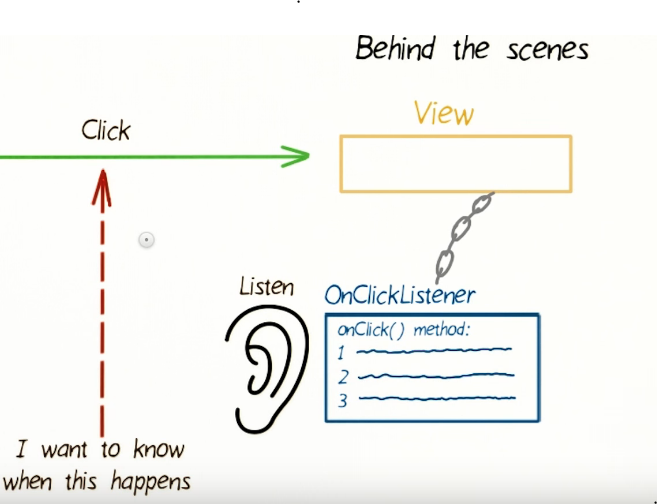 Behind the scenes
View
Click
Listen
OnClickListener
onClick() method:
1
2
3
I want to know
when this happens